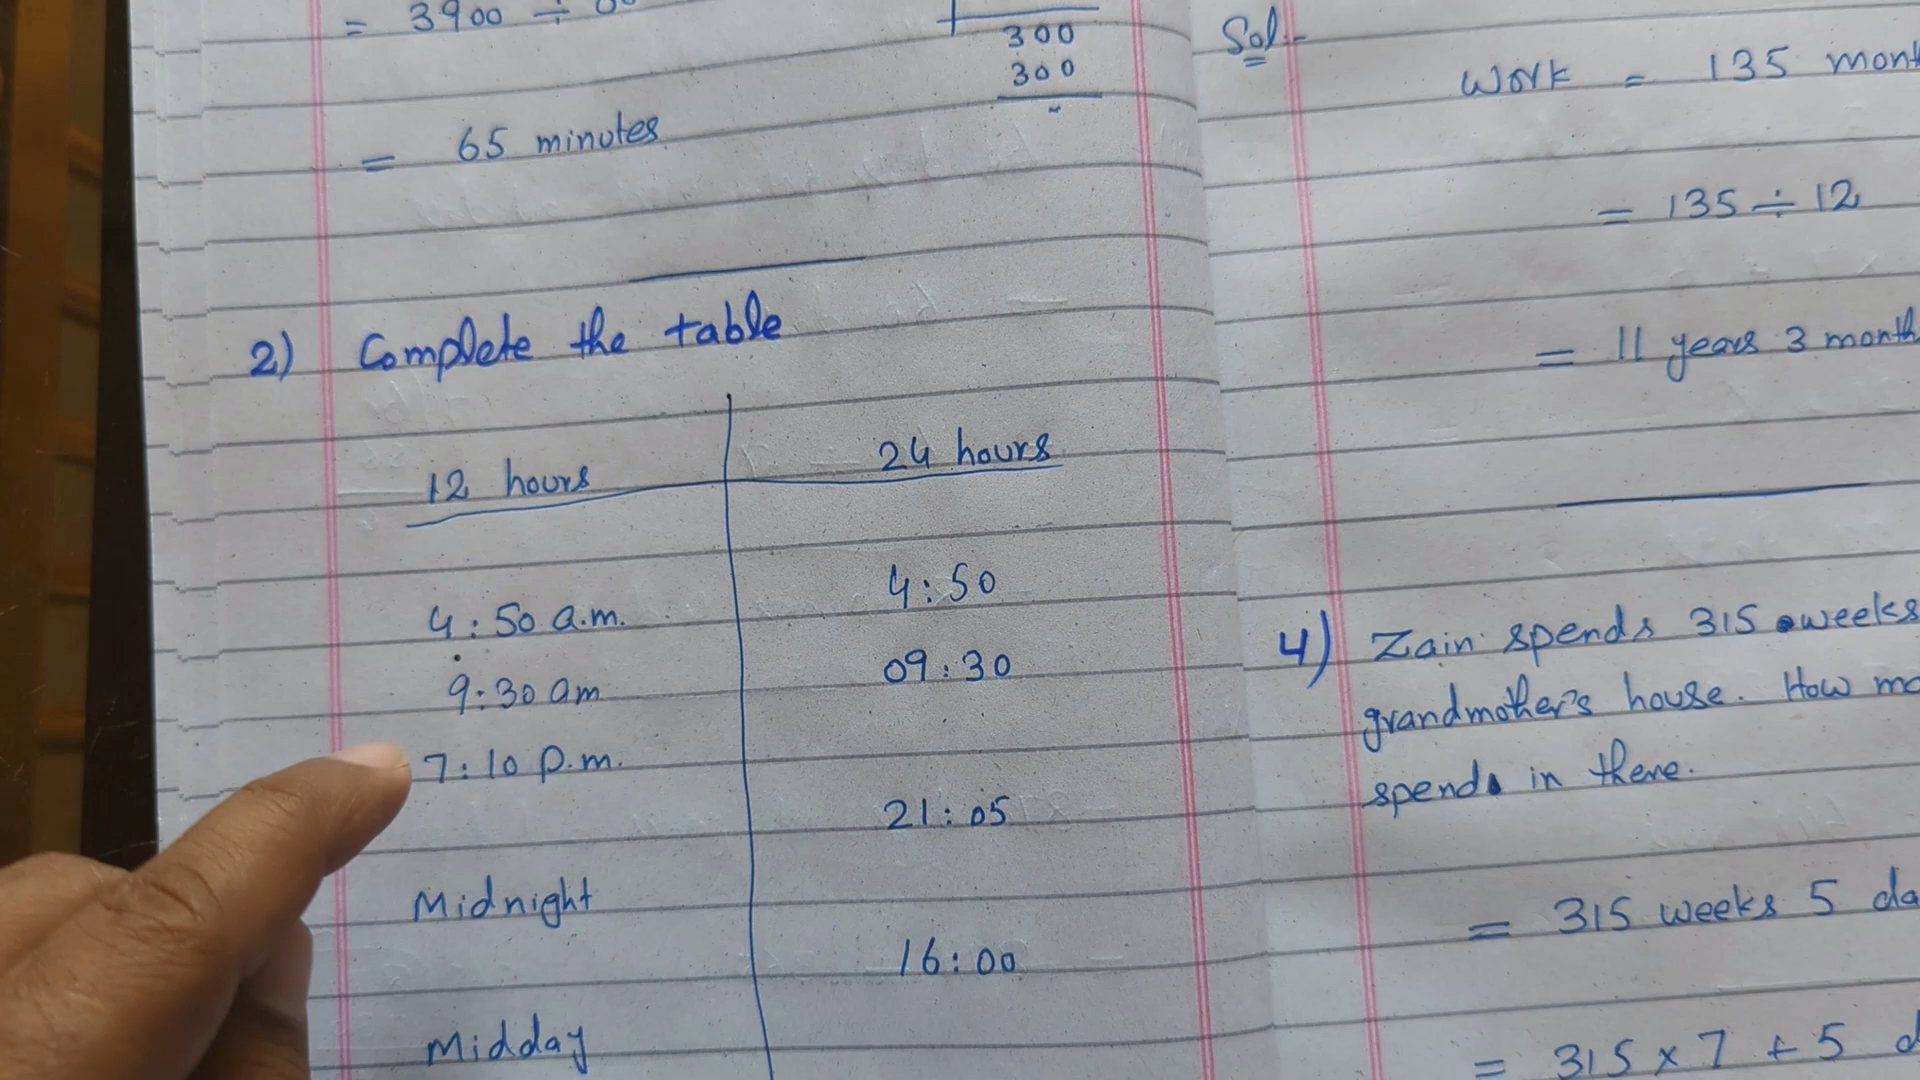 = 3900 ÷
300
300
= 65 minutes
2) Complete the table
12 hours 24 hours
4:50 a.m. 4:50
9:30 am 09:30
7:10 p.m.
21:05
Midnight
16:00
Midday
Sol-
Work = 135
= 135 ÷ 12
= 11 years 3 month
4) Zain spends 315 weeks
grandmother's house. How
spends in there.
= 315 weeks 5
= 315 x 7 + 5